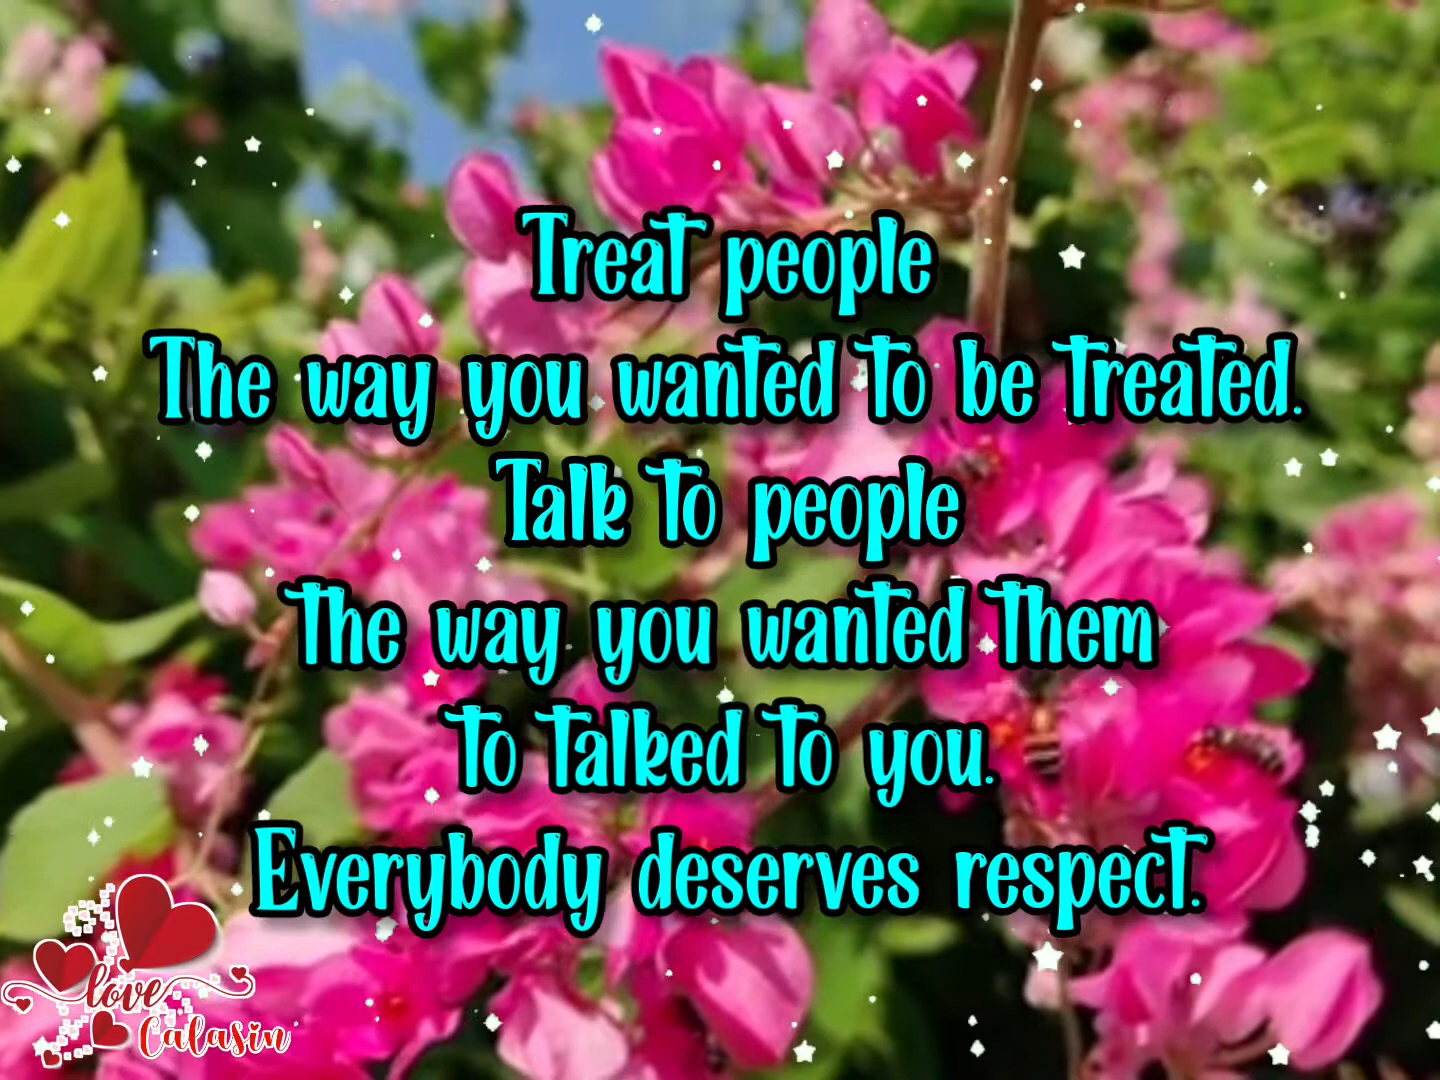 Treat people
The way you wanted to be treated.
Talk to people
the way you wanted them
to talked to you.
Everybody deserves respect.
love
Calasin